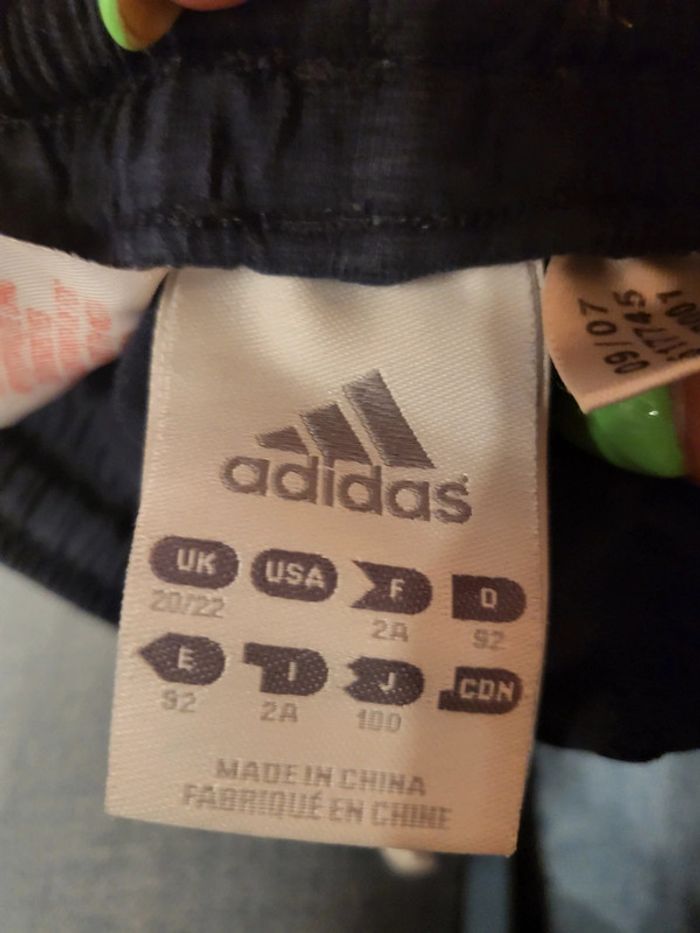 adidas
UK USA F D
20/22 2A 92
E I J CDN
92 2A 100
MADE IN CHINA
FABRIQUÉ EN CHINE
09/07